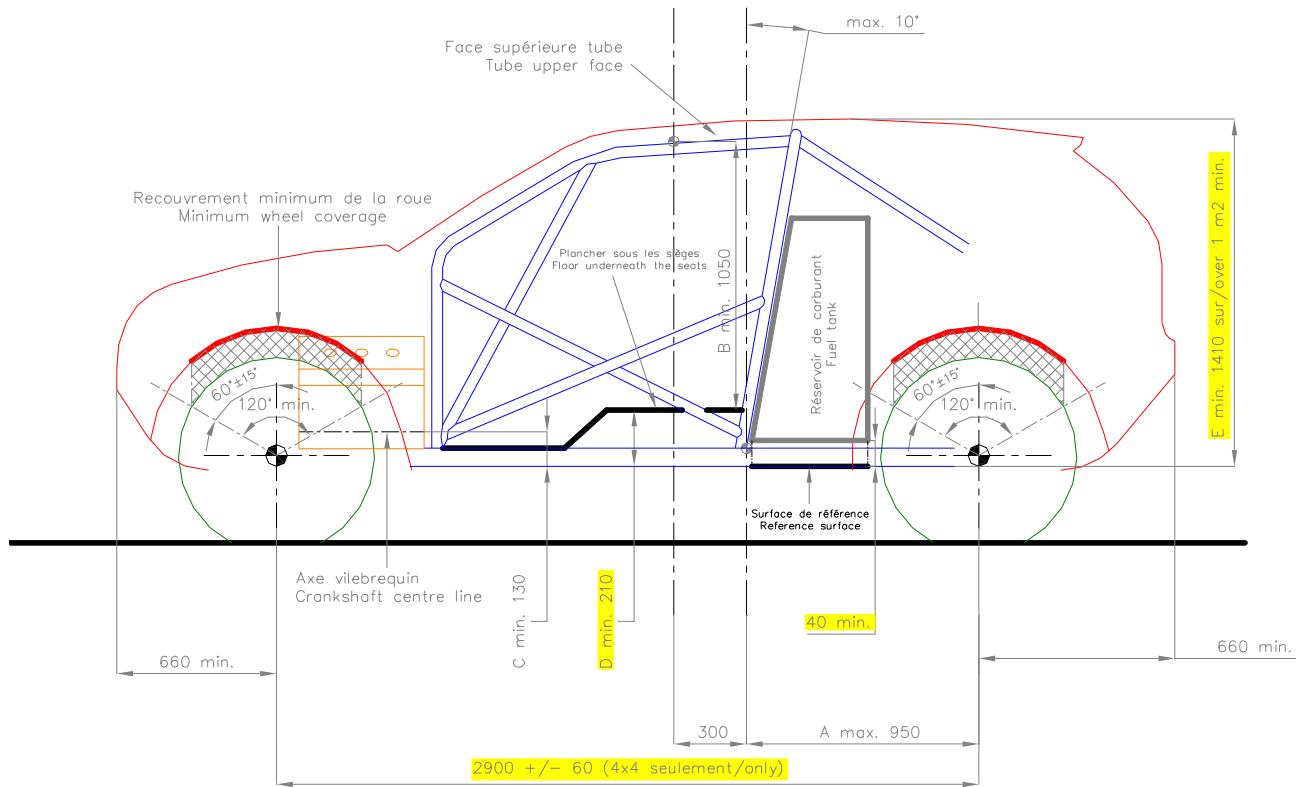 max. 10°
Face supérieure tube
Tube upper face
Recouvrement minimum de la roue
Minimum wheel coverage
Plancher sous les sièges
Floor underneath the seats
B min. 1050
Réservoir de carburant
Fuel tank
E min. 1410 sur/over 1 m2 min.
60°±15°
120° min.
60°±15°
120° min.
Surface de référence
Reference surface
Axe vilebrequin
Crankshaft centre line
C min. 130
D min. 210
40 min.
660 min.
660 min.
300
A max. 950
2900 +/- 60 (4x4 seulement/only)